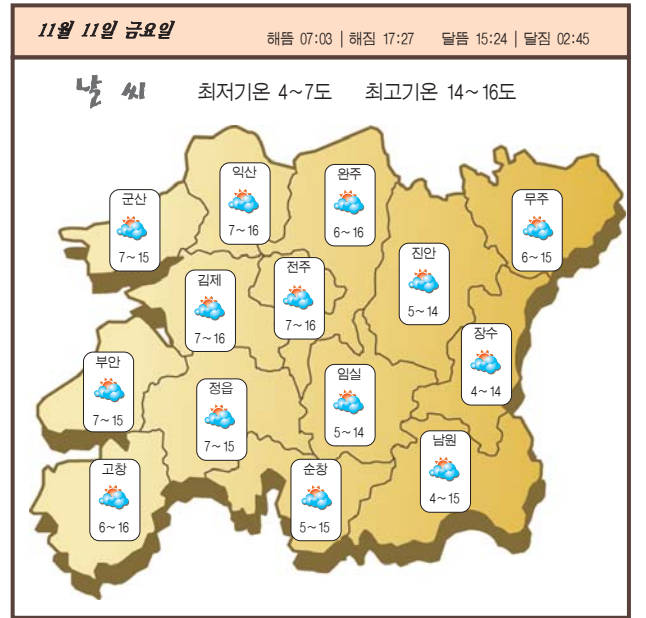 11월 11일 금요일
해뜸 07:03 | 해짐 17:27 달뜸 15:24 | 달짐 02:45
날 씨 최저기온 4~7도 최고기온 14~16도
익산
7~16
완주
6~16
군산
7~15
무주
6~15
진안
5~14
전주
7~16
김제
7~16
장수
4~14
부안
7~15
임실
5~14
정읍
7~15
남원
4~15
고창
6~16
순창
5~15